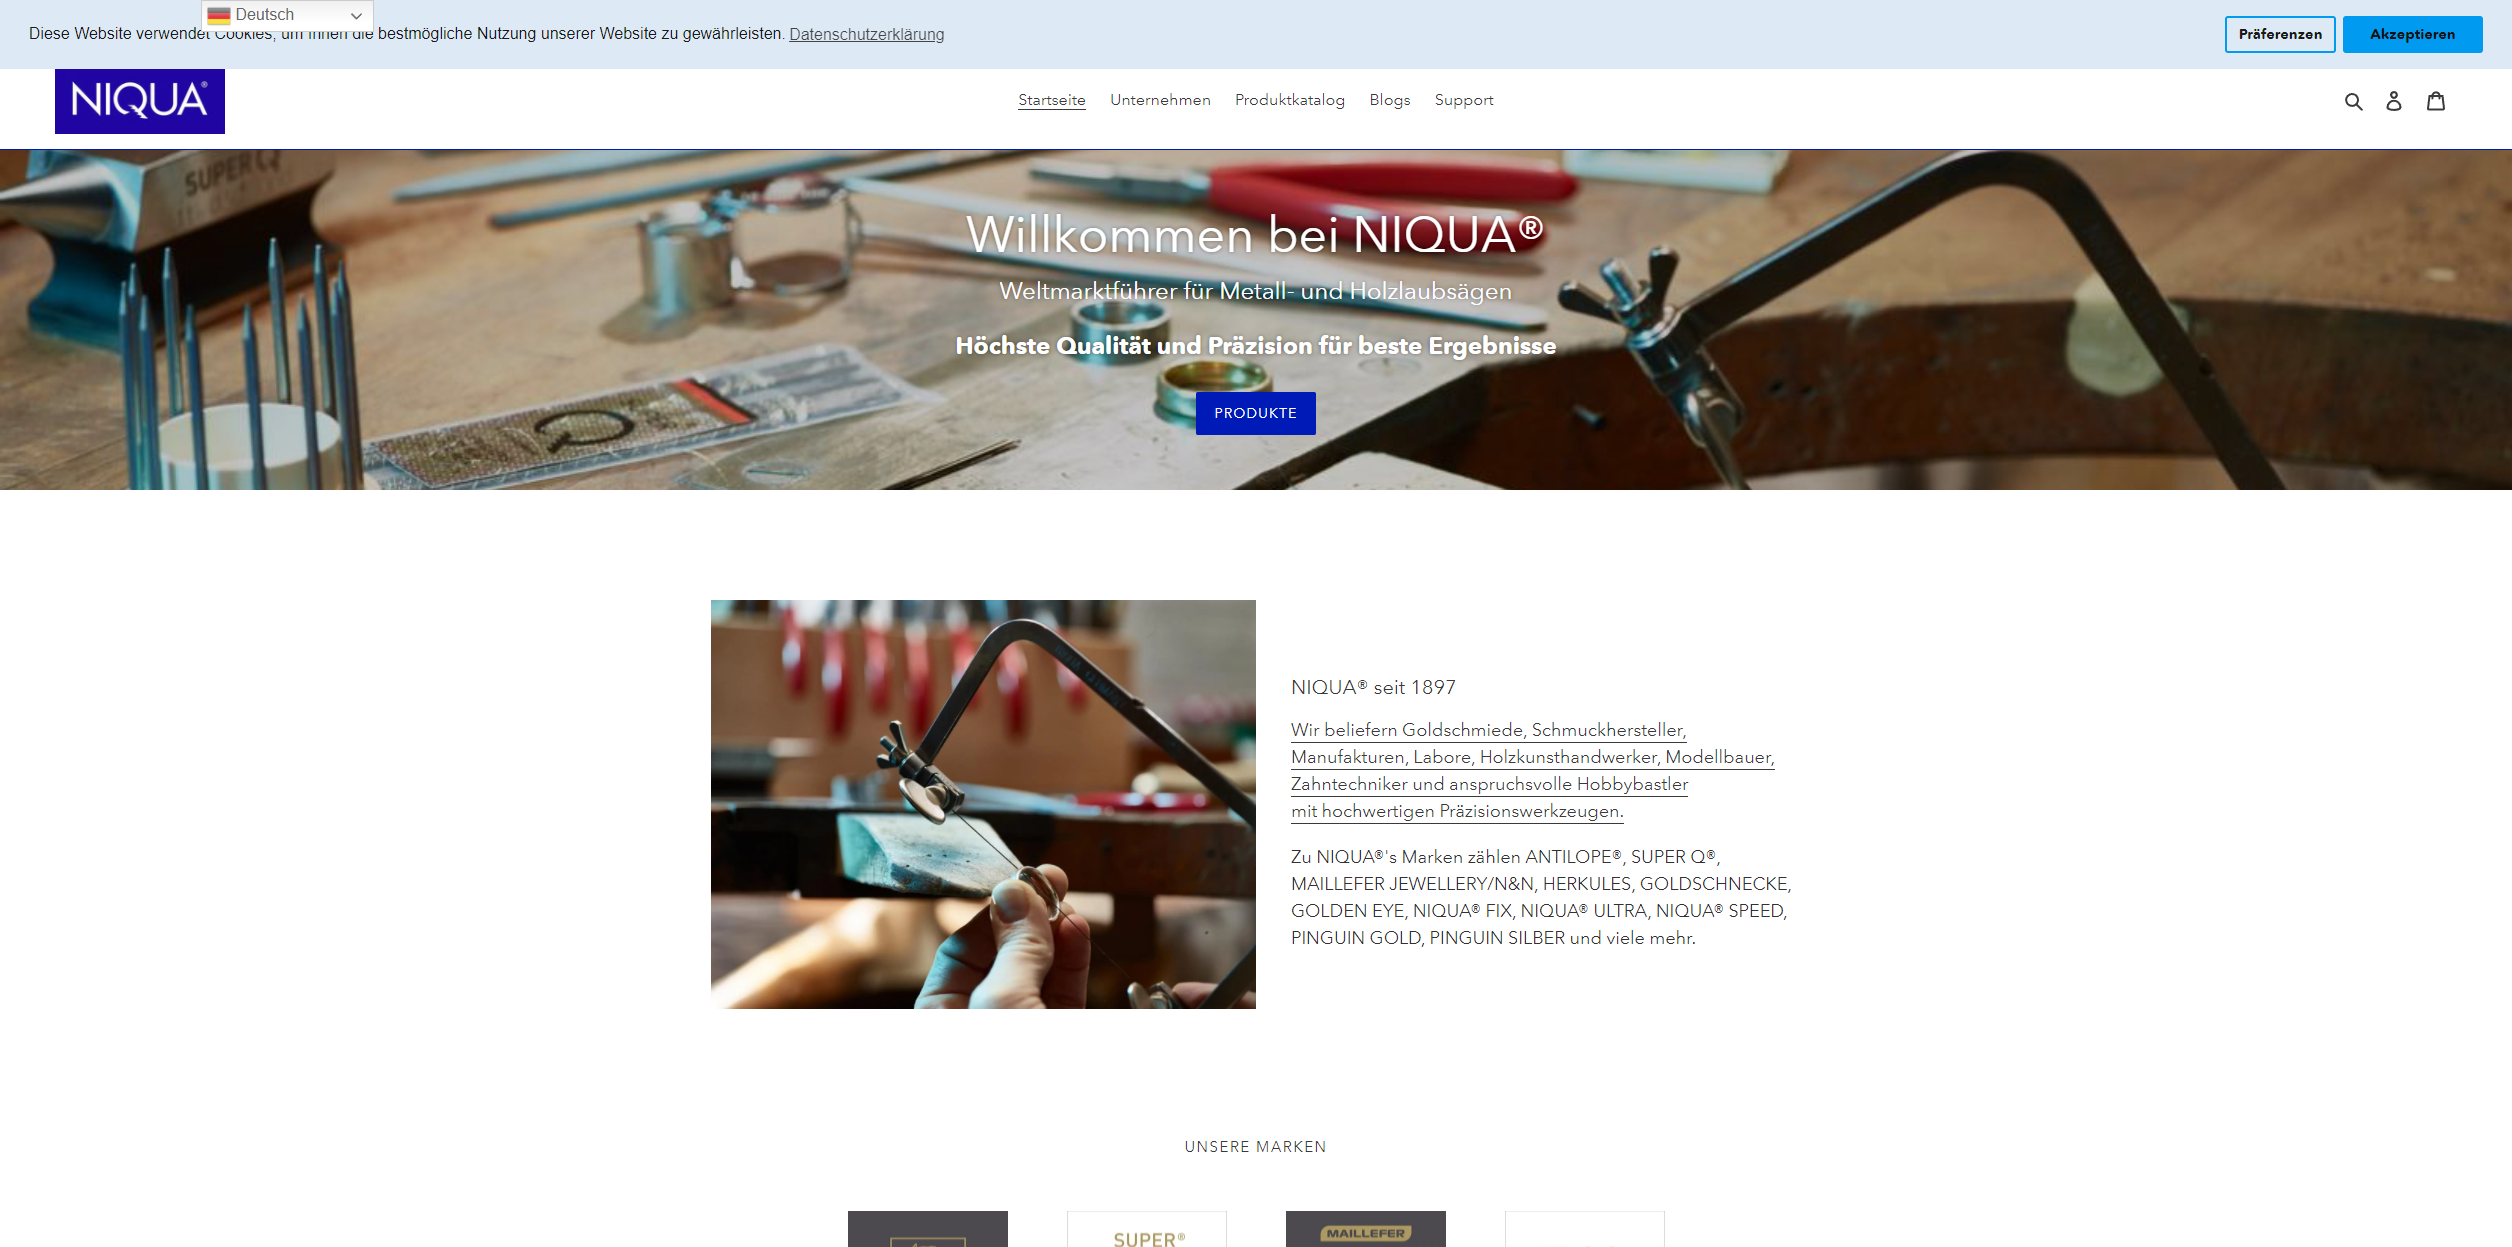 Deutsch
Diese Website verwendet Cookies, um Ihnen die bestmögliche Nutzung unserer Website zu gewährleisten. Datenschutzerklärung
Präferenzen
Akzeptieren
NIQUA®
Startseite
Unternehmen
Produktkatalog
Blogs
Support
SUPER Q
Willkommen bei NIQUA®
Weltmarktführer für Metall- und Holzlaubsägen
Höchste Qualität und Präzision für beste Ergebnisse
PRODUKTE
NIQUA® seit 1897
Wir beliefern Goldschmiede, Schmuckhersteller,
Manufakturen, Labore, Holzkunsthandwerker, Modellbauer,
Zahntechniker und anspruchsvolle Hobbybastler
mit hochwertigen Präzisionswerkzeugen.
Zu NIQUA®'s Marken zählen ANTILOPE®, SUPER Q®,
MAILLEFER JEWELLERY/N&N, HERKULES, GOLDSCHNECKE,
GOLDEN EYE, NIQUA® FIX, NIQUA® ULTRA, NIQUA® SPEED,
PINGUIN GOLD, PINGUIN SILBER und viele mehr.
UNSERE MARKEN
SUPER®
MAILLEFER